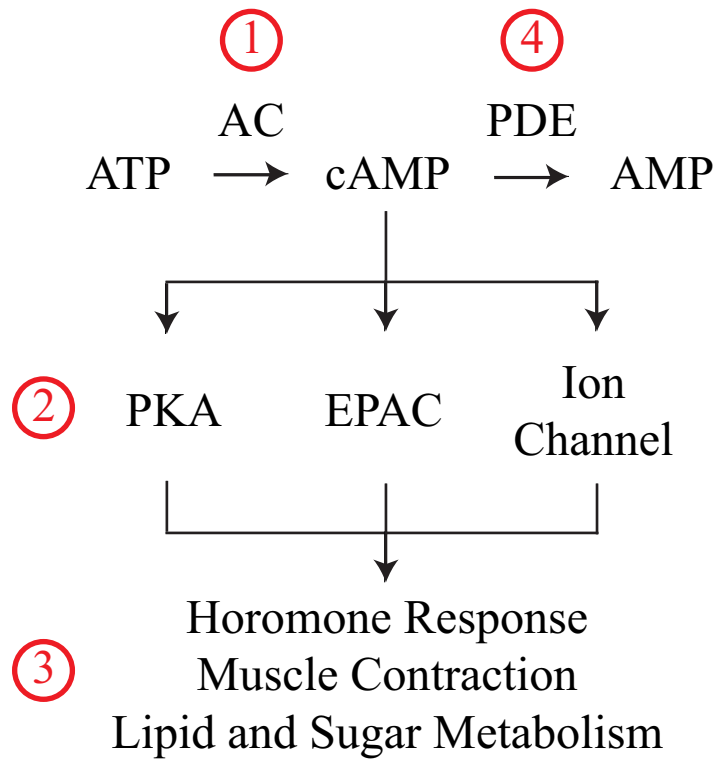 1 4
AC PDE
ATP cAMP AMP
2 PKA EPAC Ion
Channel
Horomone Response
3 Muscle Contraction
Lipid and Sugar Metabolism